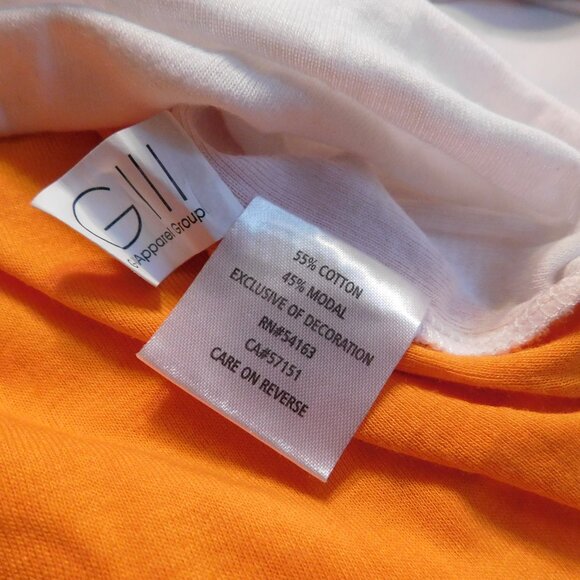 GIII
Apparel Group
55% COTTON
45% MODAL
EXCLUSIVE OF DECORATION
RN#54163
CA#57151
CARE ON REVERSE